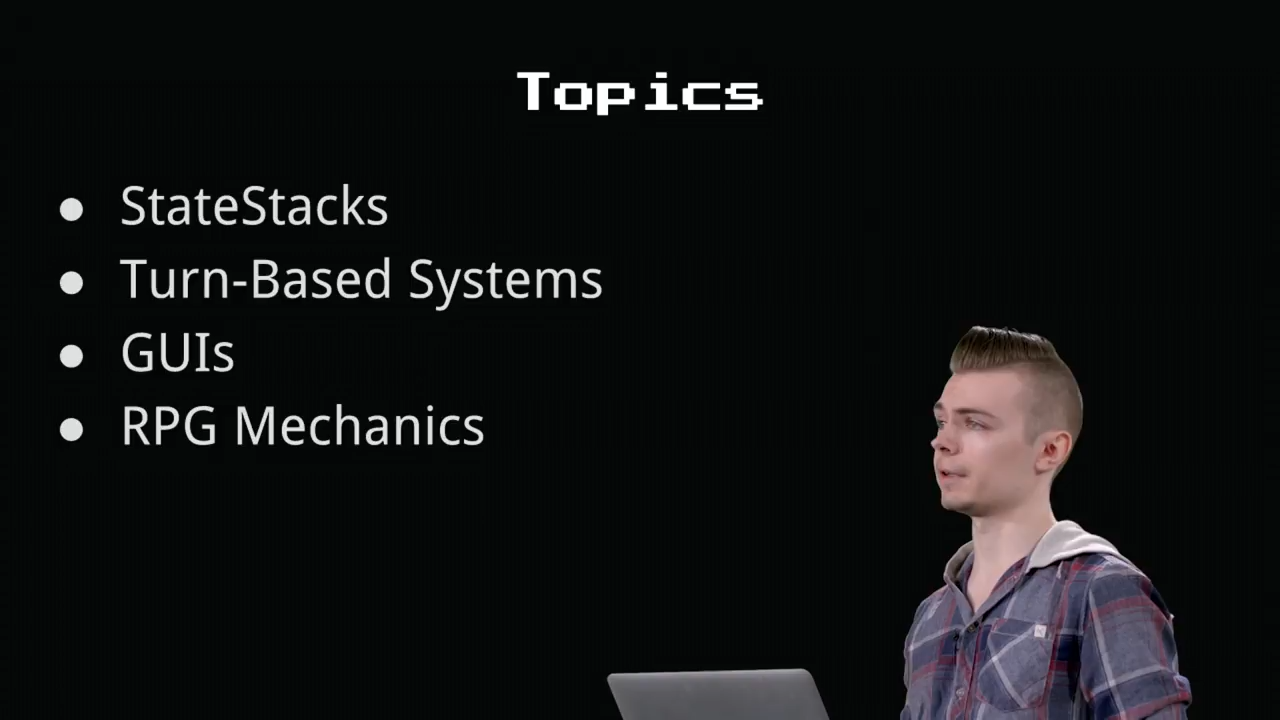 Topics
● StateStacks
● Turn-Based Systems
● GUIs
● RPG Mechanics